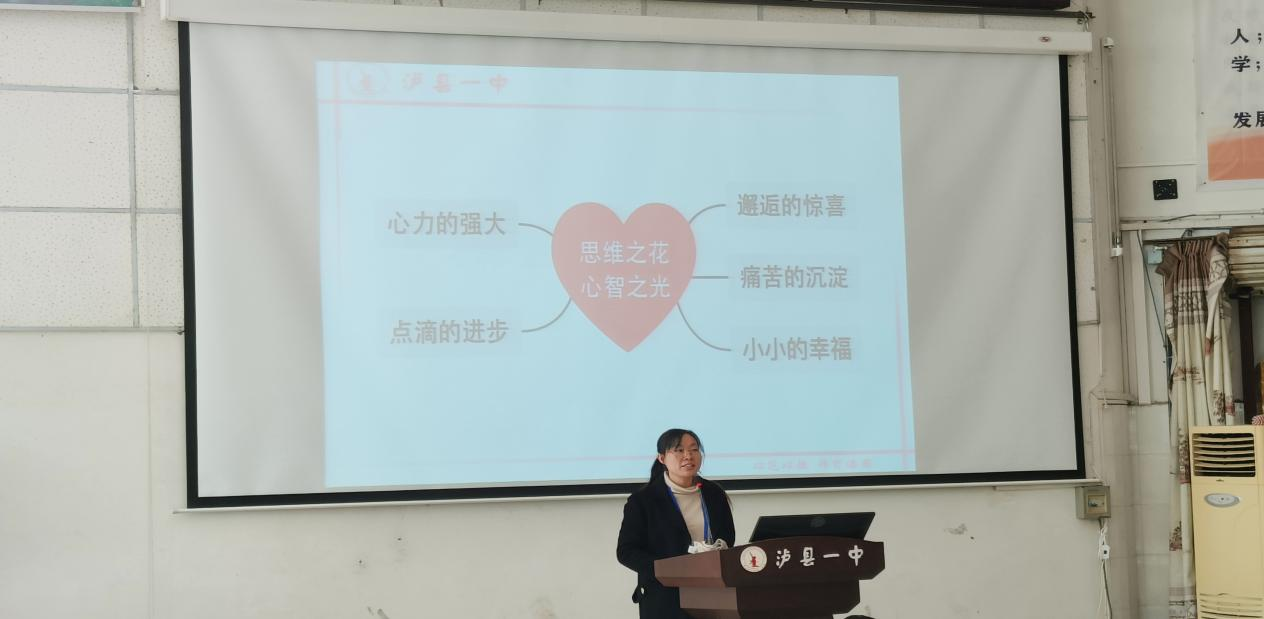 泸县一中
心力的强大
点滴的进步
思维之花
心智之光
邂逅的惊喜
痛苦的沉淀
小小的幸福
泸县一中
人；
学；
发展